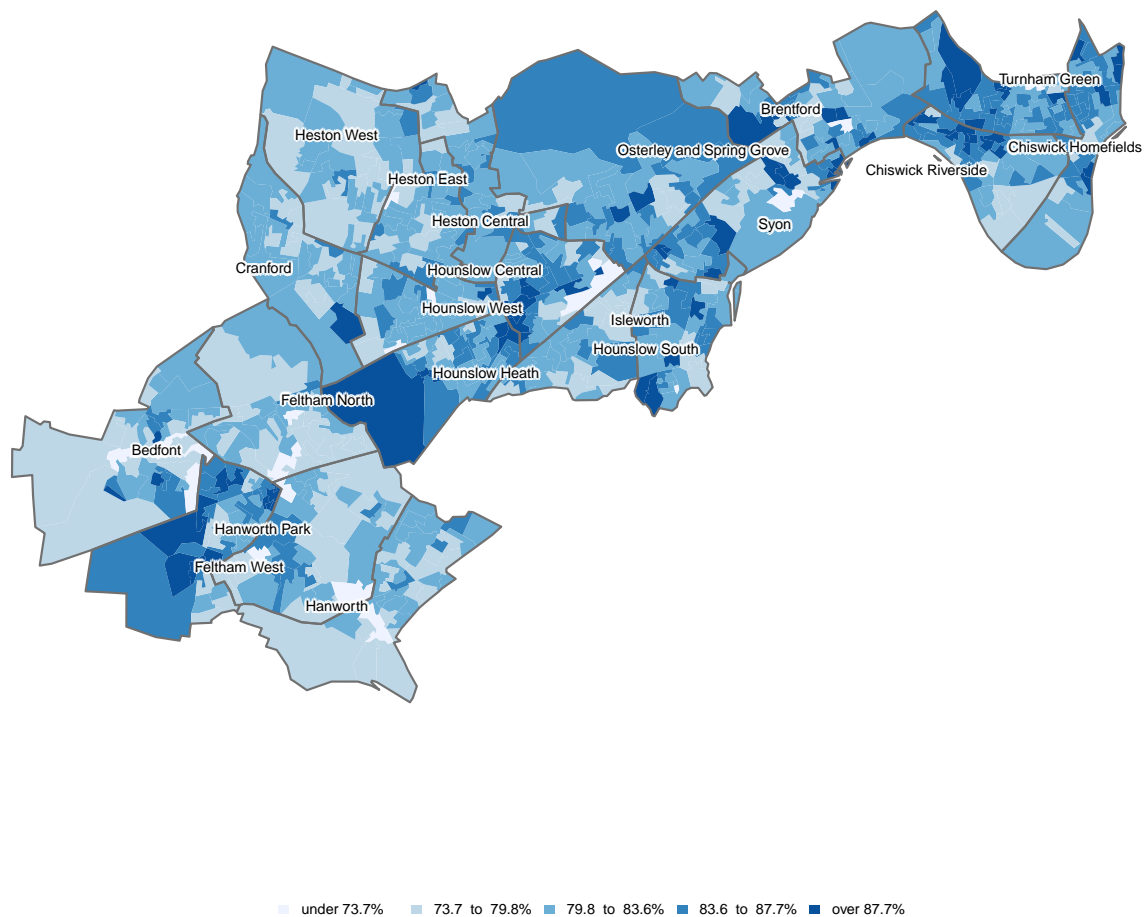 Turnham Green
Brentford
Heston West
Chiswick Homefields
Osterley and Spring Grove
Chiswick Riverside
Heston East
Heston Central
Syon
Cranford
Hounslow Central
Hounslow West
Isleworth
Hounslow South
Hounslow Heath
Feltham North
Bedfont
Hanworth Park
Feltham West
Hanworth
under 73.7% 73.7 to 79.8% 79.8 to 83.6% 83.6 to 87.7% over 87.7%